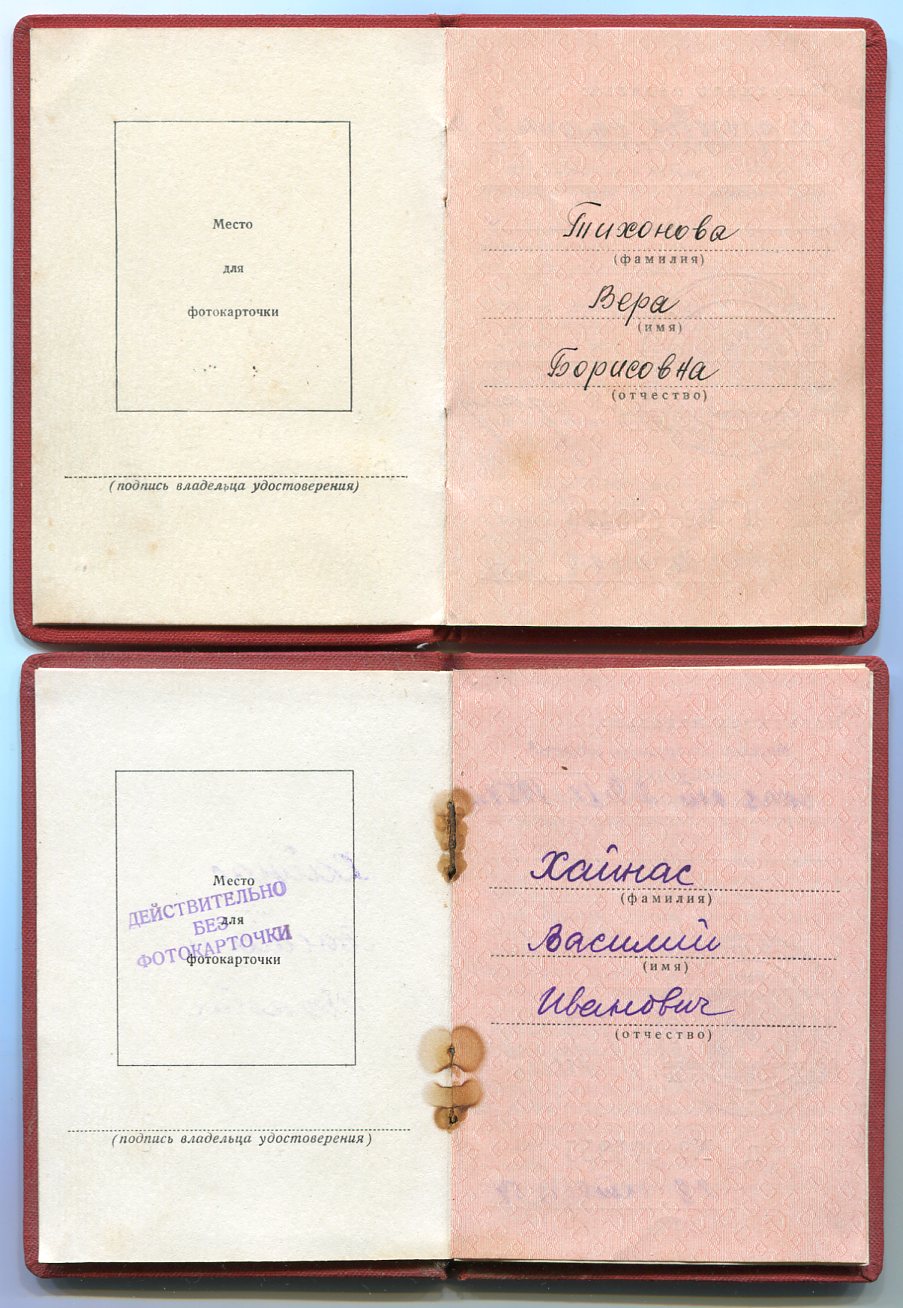 Место
для
фотокарточки
(подпись владельца удостоверения)
Тихонова
(фамилия)
Вера
(имя)
Борисовна
(отчество)
Место
для
фотокарточки
ДЕЙСТВИТЕЛЬНО
БЕЗ
ФОТОКАРТОЧКИ
(подпись владельца удостоверения)
Хайнас
(фамилия)
Василий
(имя)
Иванович
(отчество)